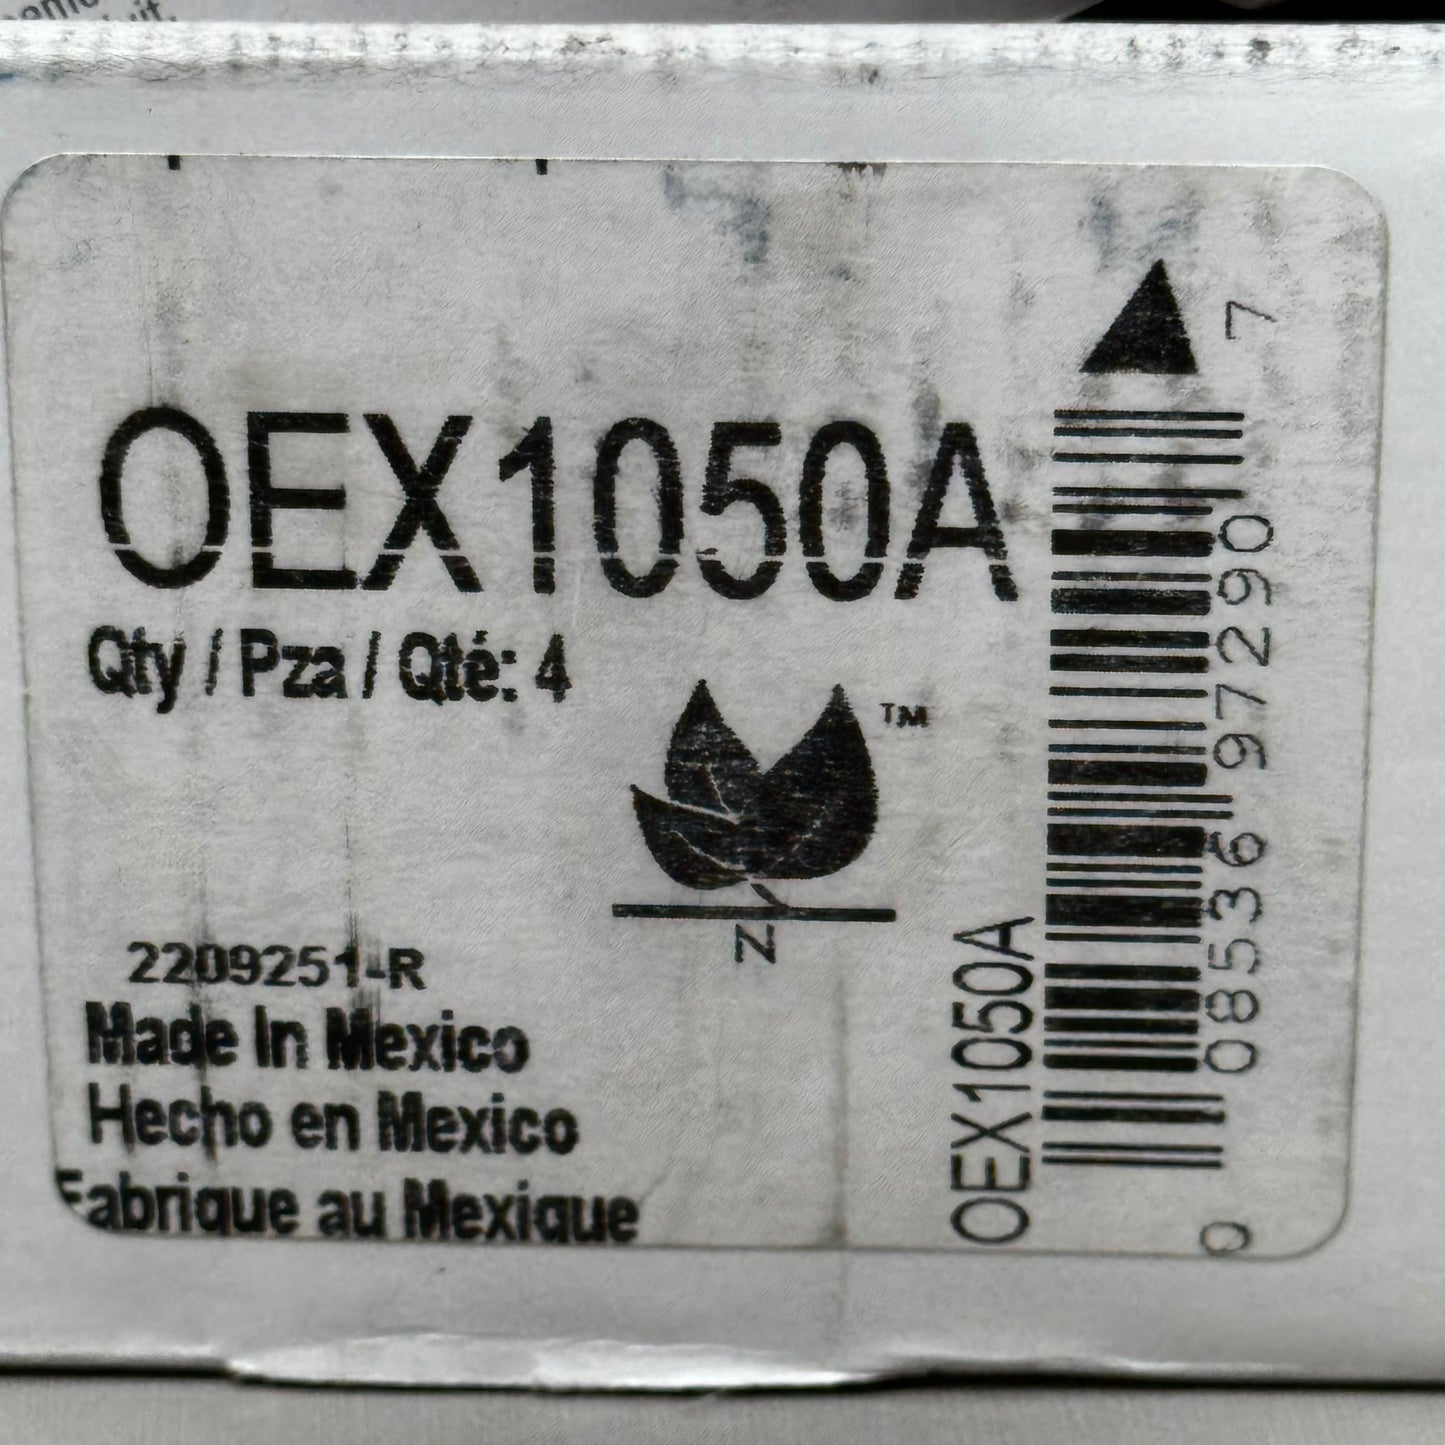 OEX1050A
Qty / Pza / Qté: 4
TM
N
2209251-R
Made In Mexico
Hecho en Mexico
Fabrique au Mexique
OEX1050A
0 08536 97290 7